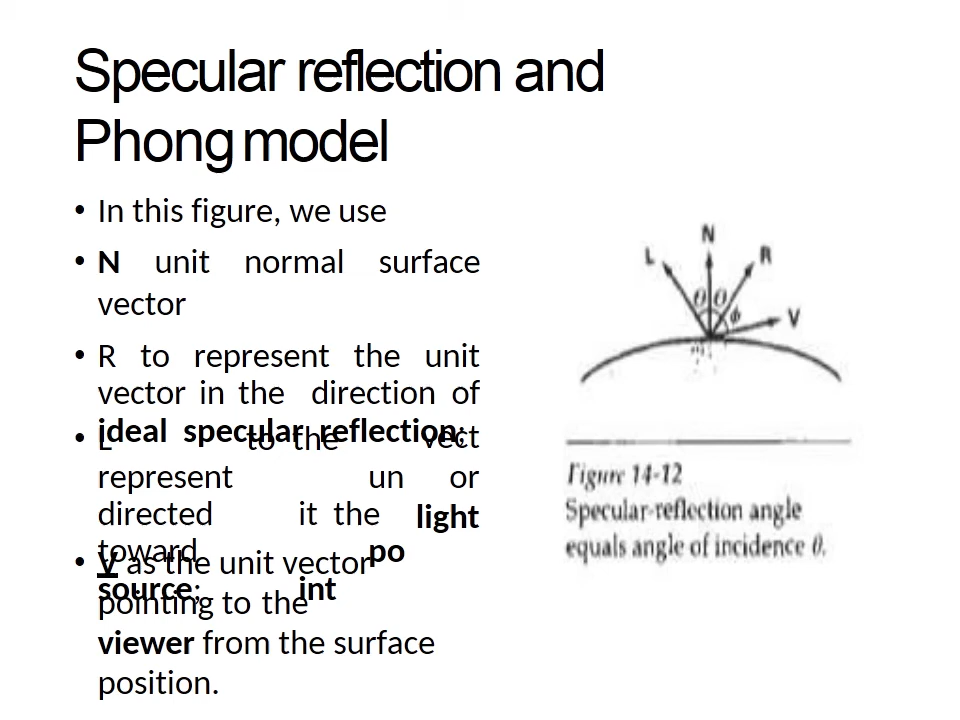 Specular reflection and
Phong model
• In this figure, we use
• N unit normal surface
vector
• R to represent the unit
vector in the direction of
ideal specular reflection;
• L to the vect
represent un or
directed it the light
toward po
source; int
• V as the unit vector
pointing to the
viewer from the surface
position.
N
L R
θ θ ϕ
V
Figure 14-12
Specular-reflection angle
equals angle of incidence θ.